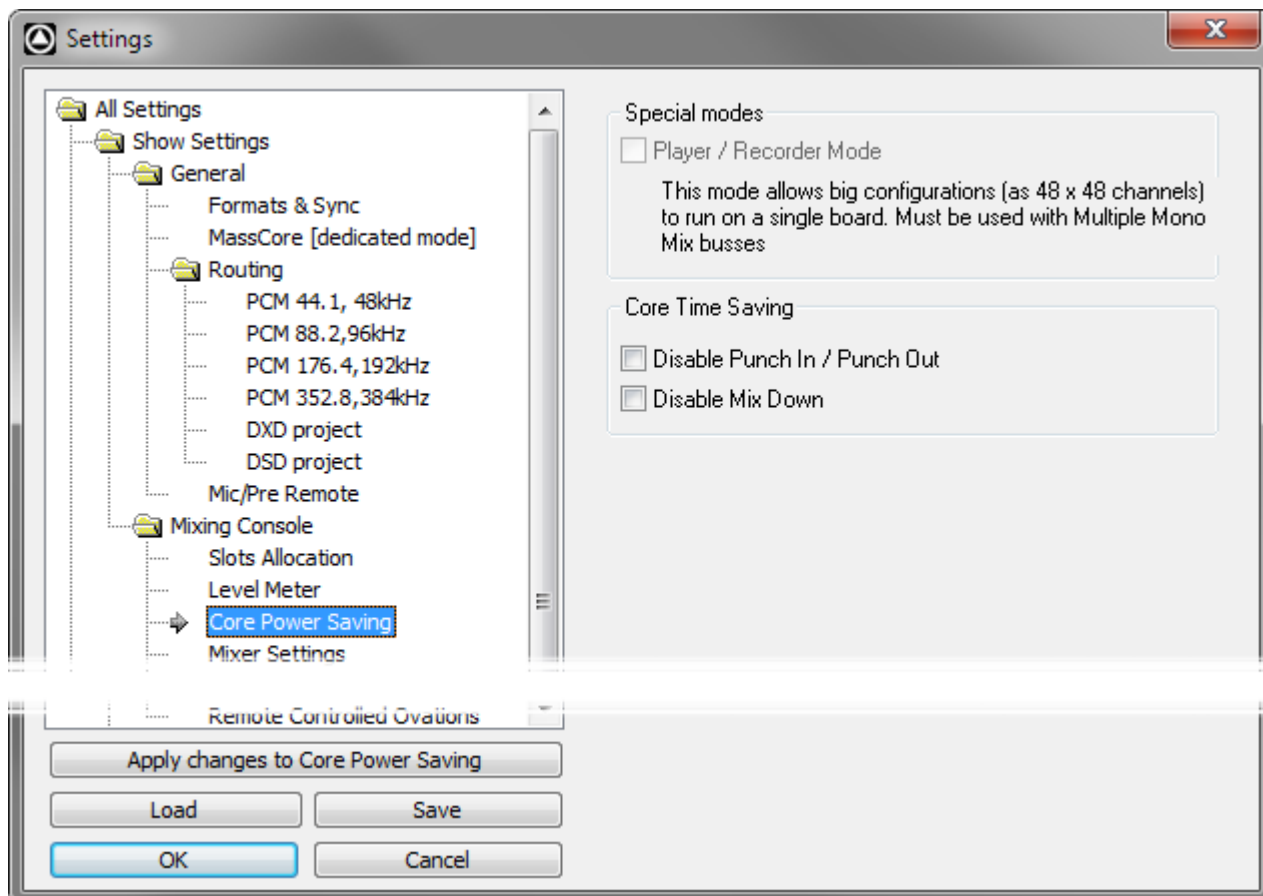 Settings
All Settings
Show Settings
General
Formats & Sync
MassCore [dedicated mode]
Routing
PCM 44.1, 48kHz
PCM 88.2,96kHz
PCM 176.4,192kHz
PCM 352.8,384kHz
DXD project
DSD project
Mic/Pre Remote
Mixing Console
Slots Allocation
Level Meter
Core Power Saving
Mixer Settings
Remote Controlled Ovations
Apply changes to Core Power Saving
Load
Save
OK
Cancel
Special modes
Player / Recorder Mode
This mode allows big configurations (as 48 x 48 channels)
to run on a single board. Must be used with Multiple Mono
Mix busses
Core Time Saving
Disable Punch In / Punch Out
Disable Mix Down